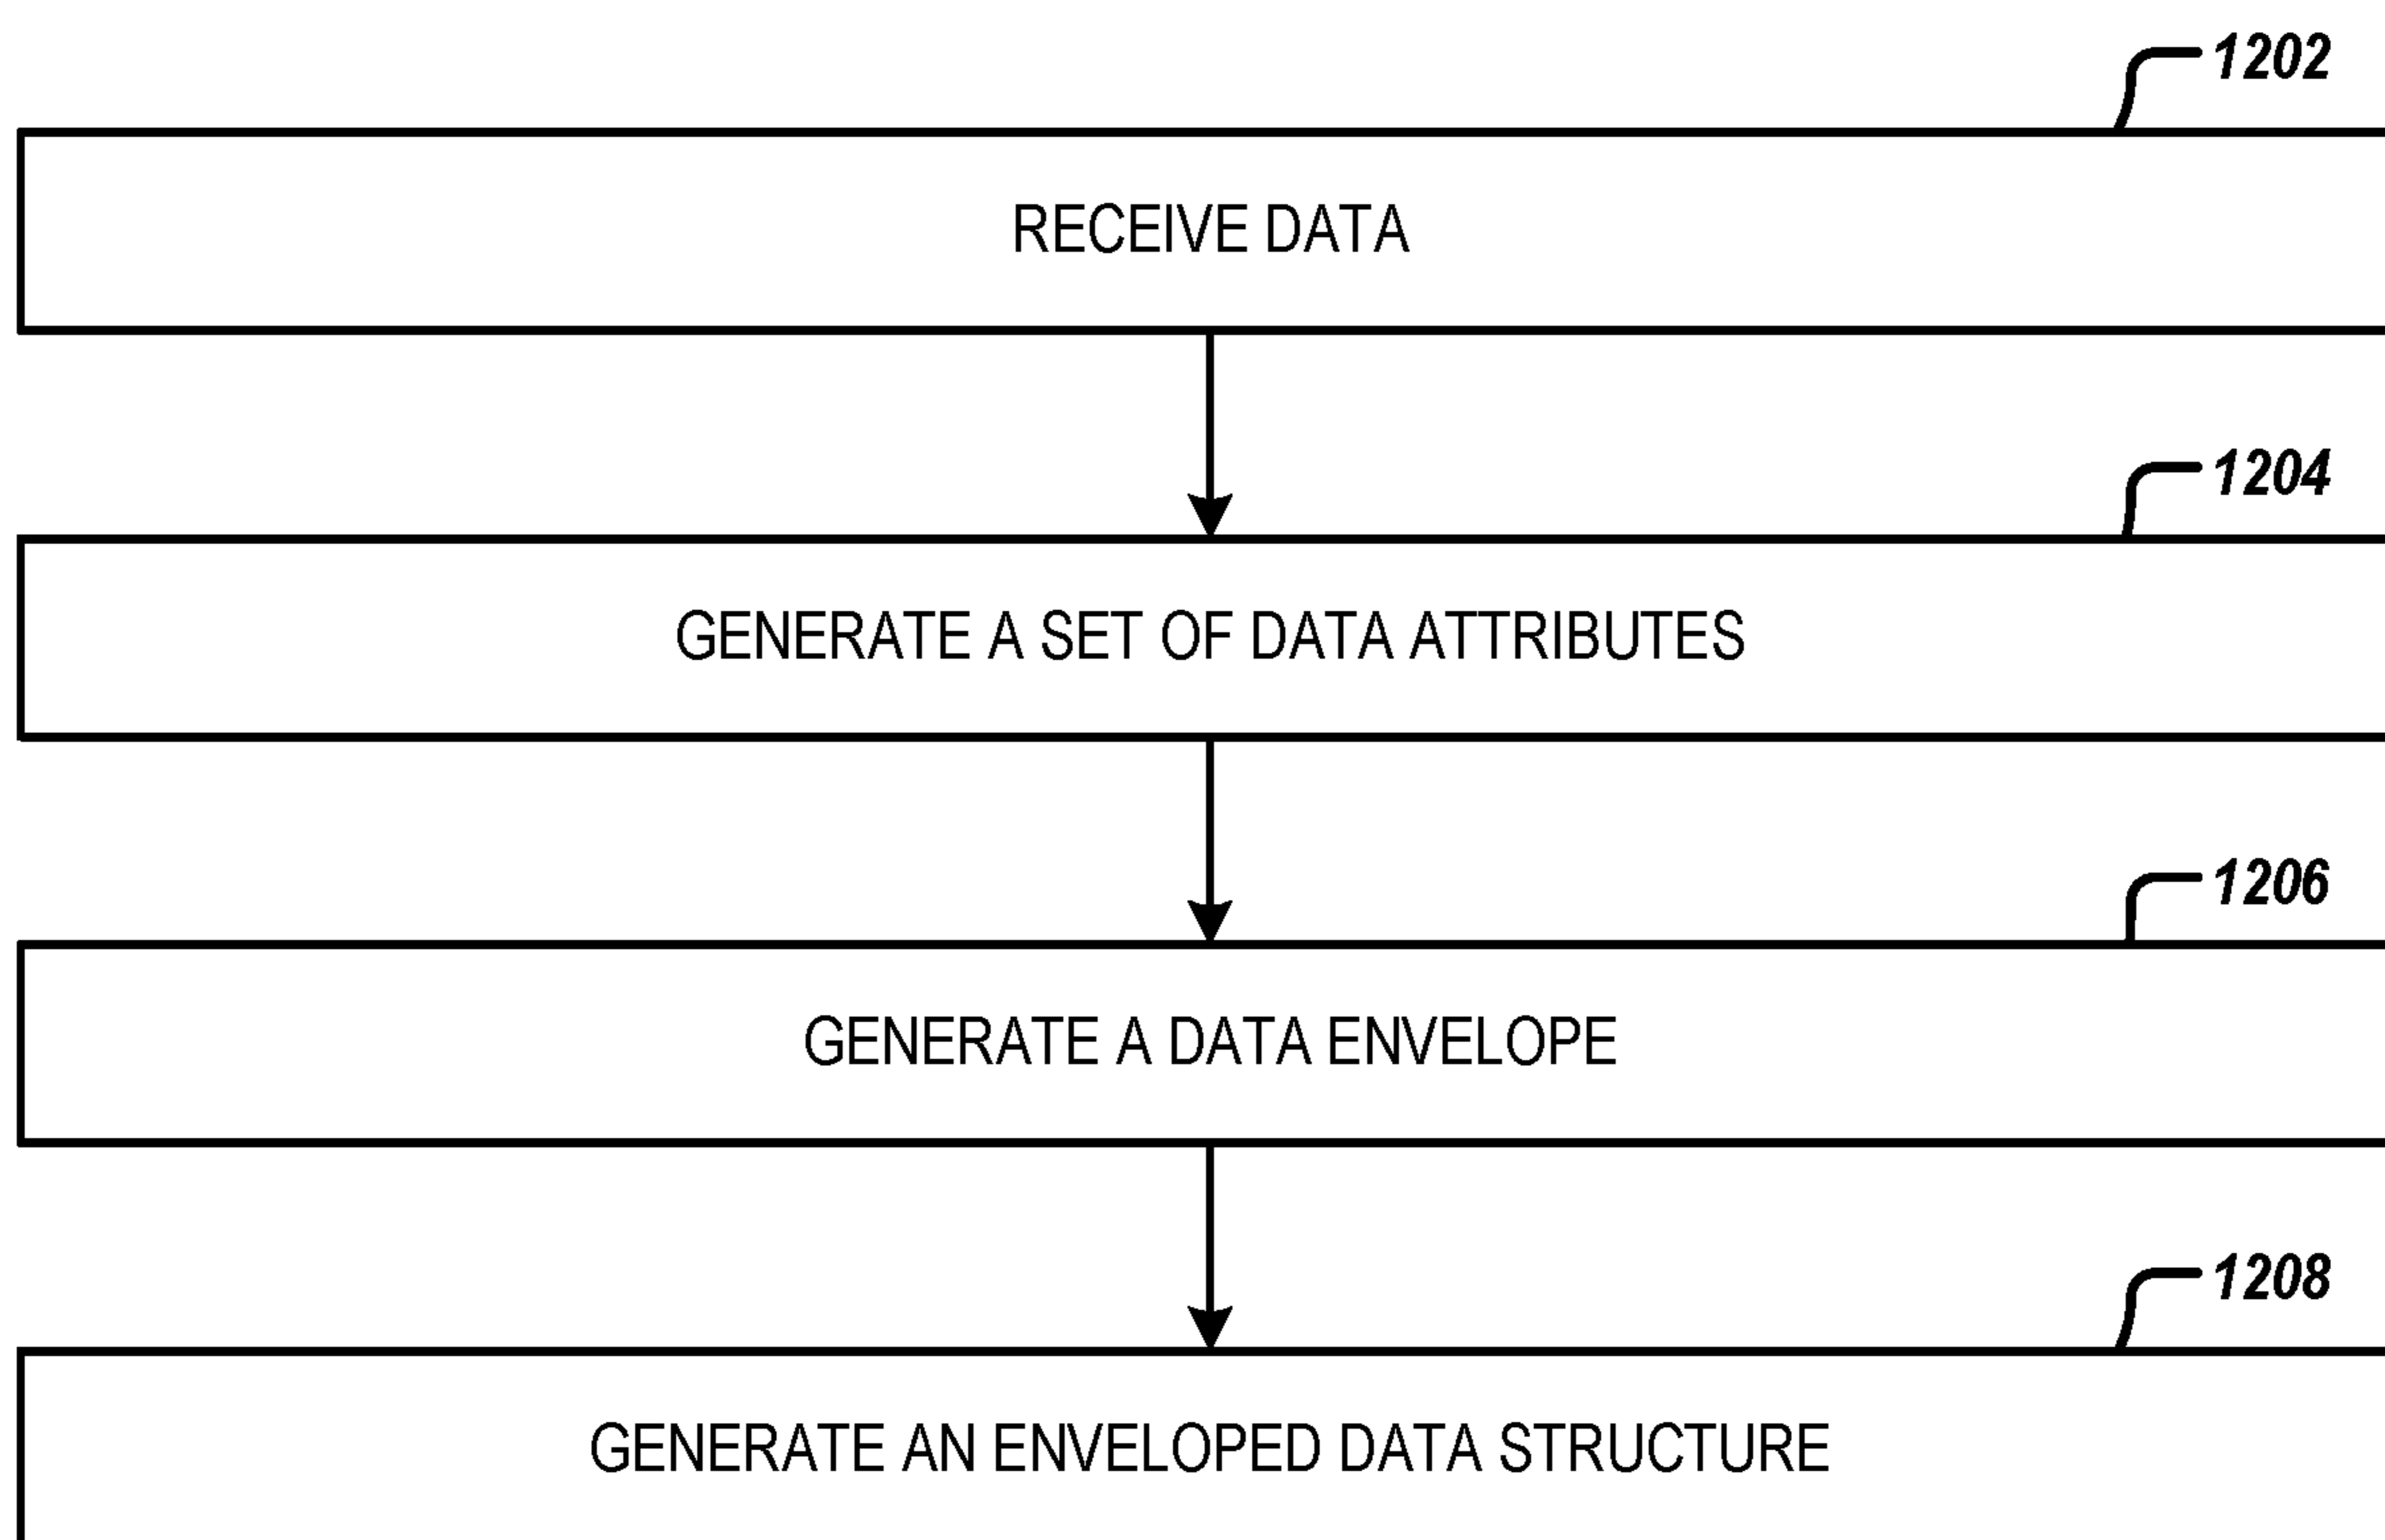 1202
RECEIVE DATA
1204
GENERATE A SET OF DATA ATTRIBUTES
1206
GENERATE A DATA ENVELOPE
1208
GENERATE AN ENVELOPED DATA STRUCTURE